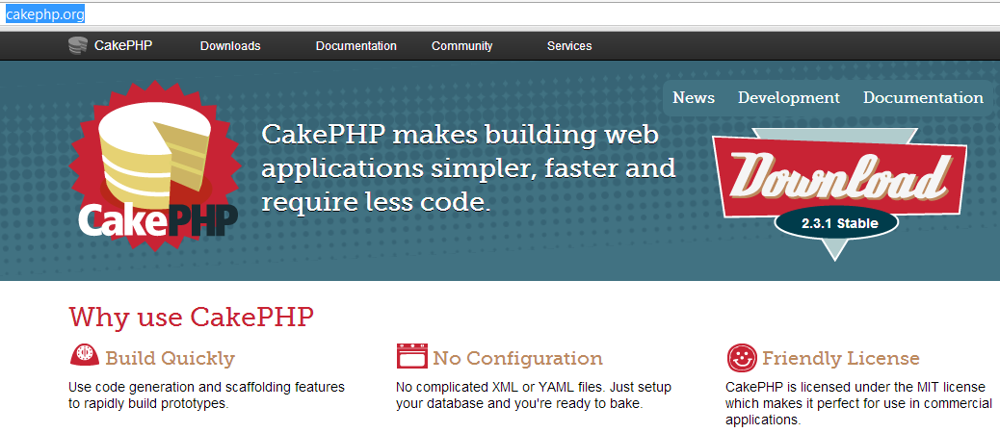 cakephp.org
CakePHP Downloads Documentation Community Services
News Development Documentation
CakePHP makes building web
applications simpler, faster and
require less code.
CakePHP
Download
2.3.1 Stable
Why use CakePHP
Build Quickly
Use code generation and scaffolding features
to rapidly build prototypes.
No Configuration
No complicated XML or YAML files. Just setup
your database and you're ready to bake.
Friendly License
CakePHP is licensed under the MIT license
which makes it perfect for use in commercial
applications.